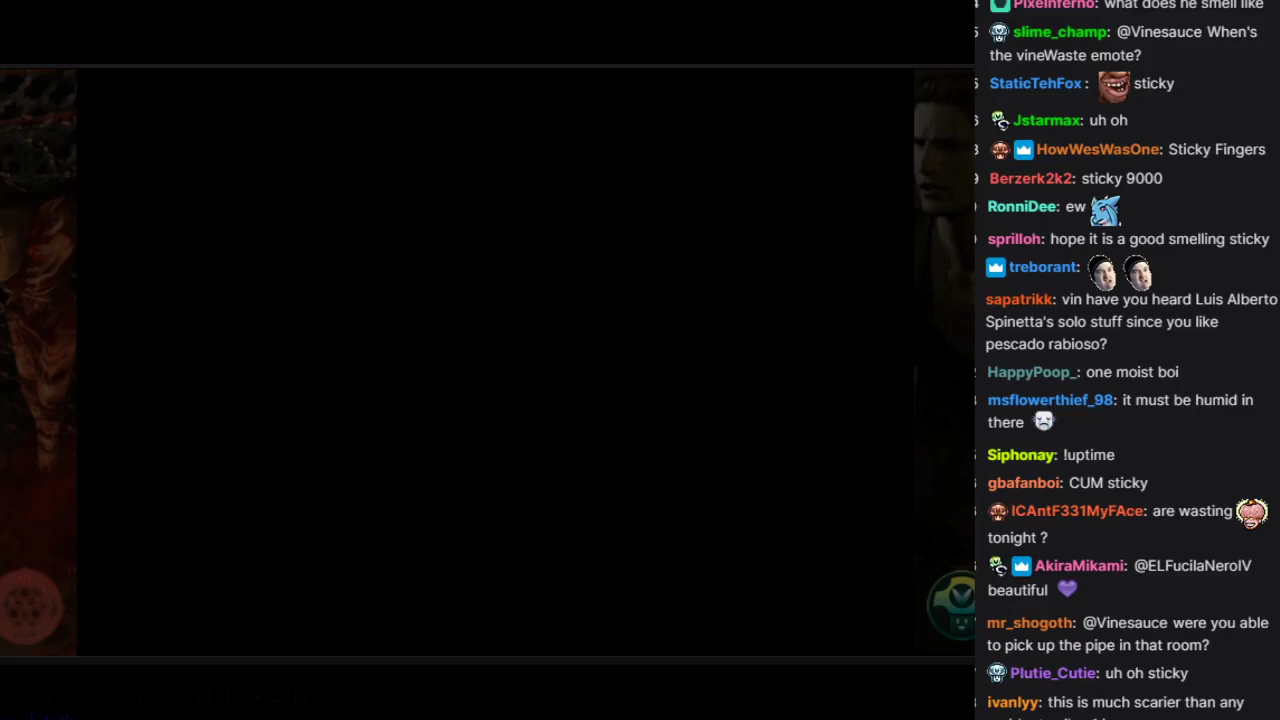 PixelnFerno: what does he smell like
slime_champ: @Vinesauce When's
the vineWaste emote?
StaticTehFox: sticky
Jstarmax: uh oh
HowWesWasOne: Sticky Fingers
Berzerk2k2: sticky 9000
RonniDee: ew
sprilloh: hope it is a good smelling sticky
treborant:
sapatrikk: vin have you heard Luis Alberto
Spinetta's solo stuff since you like
pescado rabioso?
HappyPoop_: one moist boi
msflowerthief_98: it must be humid in
there
Siphonay: !uptime
gbafanboi: CUM sticky
ICAntF331MyFAce: are wasting
tonight ?
AkiraMikami: @ELFucilaNeroIV
beautiful
mr_shogoth: @Vinesauce were you able
to pick up the pipe in that room?
Plutie_Cutie: uh oh sticky
ivanlyy: this is much scarier than any